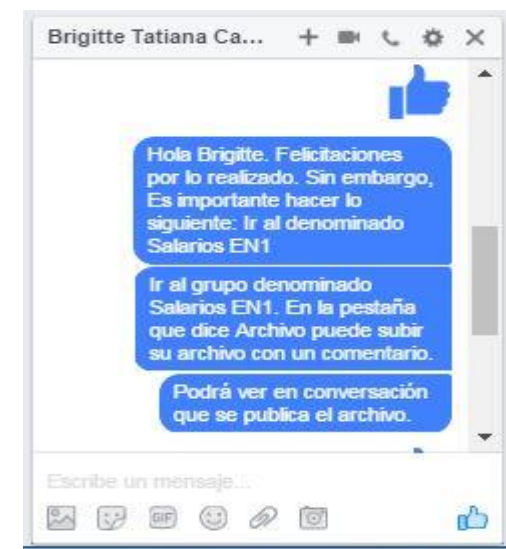 Brigitte Tatiana Ca...
Hola Brigitte. Felicitaciones
por lo realizado. Sin embargo,
Es importante hacer lo
siguiente: Ir al denominado
Salarios EN1
Ir al grupo denominado
Salarios EN1. En la pestaña
que dice Archivo puede subir
su archivo con un comentario.
Podrá ver en conversación
que se publica el archivo.
Escribe un mensaje...
GIF